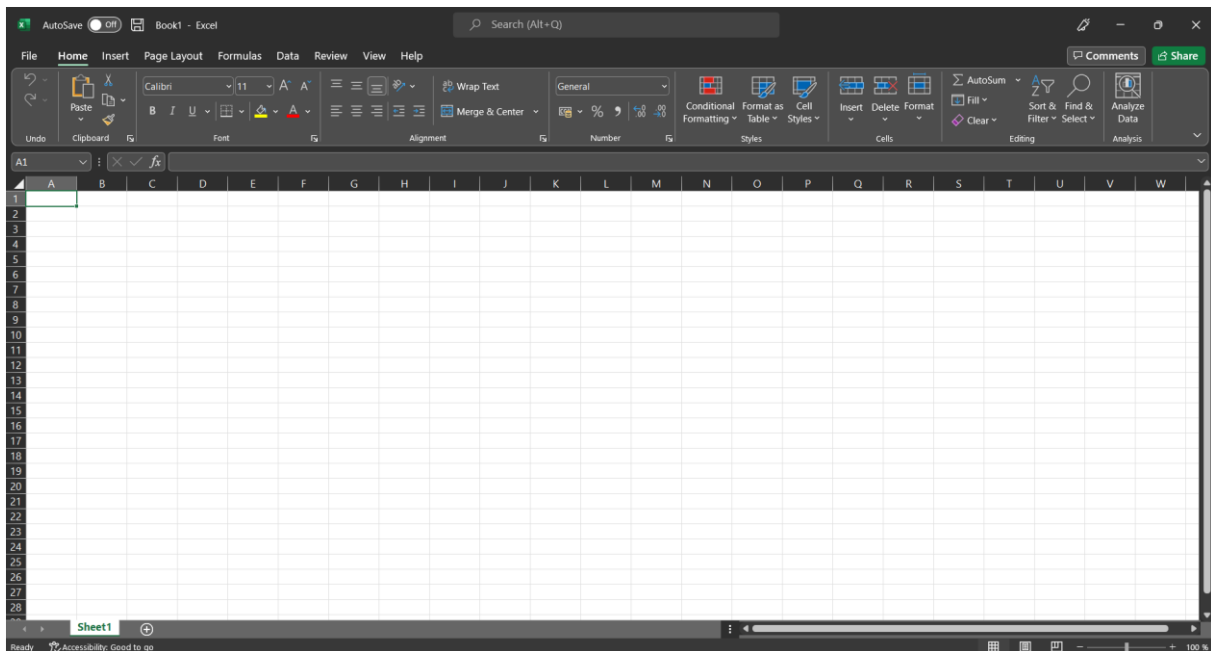 AutoSave Off Book1 - Excel Search (Alt+Q)
File Home Insert Page Layout Formulas Data Review View Help Comments Share
Calibri 11 A^ Aˇ Wrap Text General AutoSum
Paste Conditional Format as Cell Insert Delete Format Fill Sort & Find & Analyze
B I U A Merge & Center % Formatting Table Styles Clear Filter Select Data
Undo Clipboard Font Alignment Number Styles Cells Editing Analysis
A1 fx
A B C D E F G H I J K L M N O P Q R S T U V W
1
2
3
4
5
6
7
8
9
10
11
12
13
14
15
16
17
18
19
20
21
22
23
24
25
26
27
28
Sheet1
Ready Accessibility: Good to go 100 %